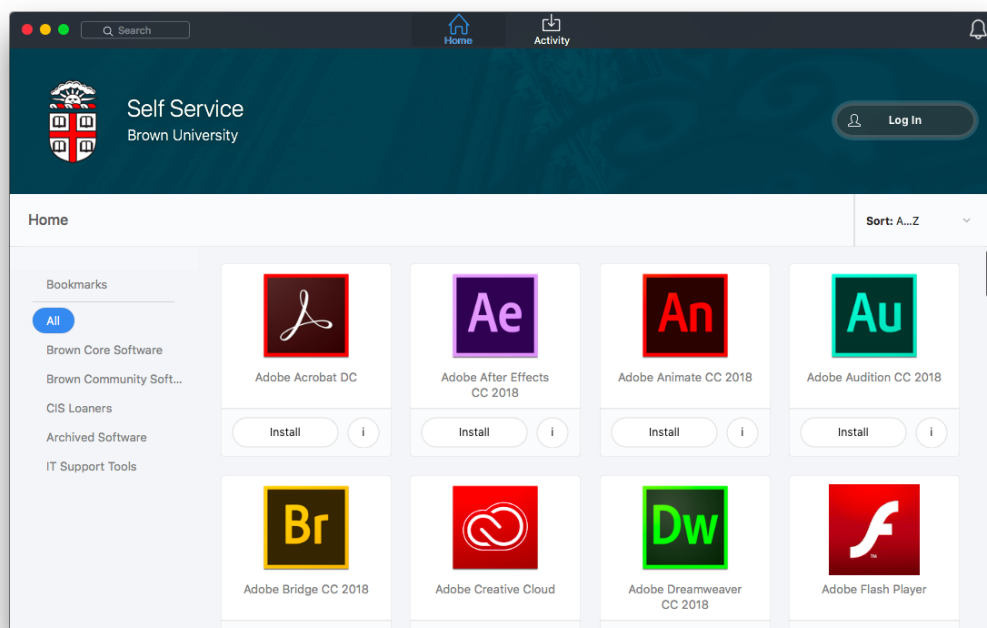 Search
Home
Activity
Self Service
Brown University
Log In
Home
Sort: A...Z
Bookmarks
All
Brown Core Software
Brown Community Soft...
CIS Loaners
Archived Software
IT Support Tools
Adobe Acrobat DC
Install
i
Ae
Adobe After Effects
CC 2018
Install
i
An
Adobe Animate CC 2018
Install
i
Au
Adobe Audition CC 2018
Install
i
Br
Adobe Bridge CC 2018
Adobe Creative Cloud
Dw
Adobe Dreamweaver
CC 2018
TM
Adobe Flash Player